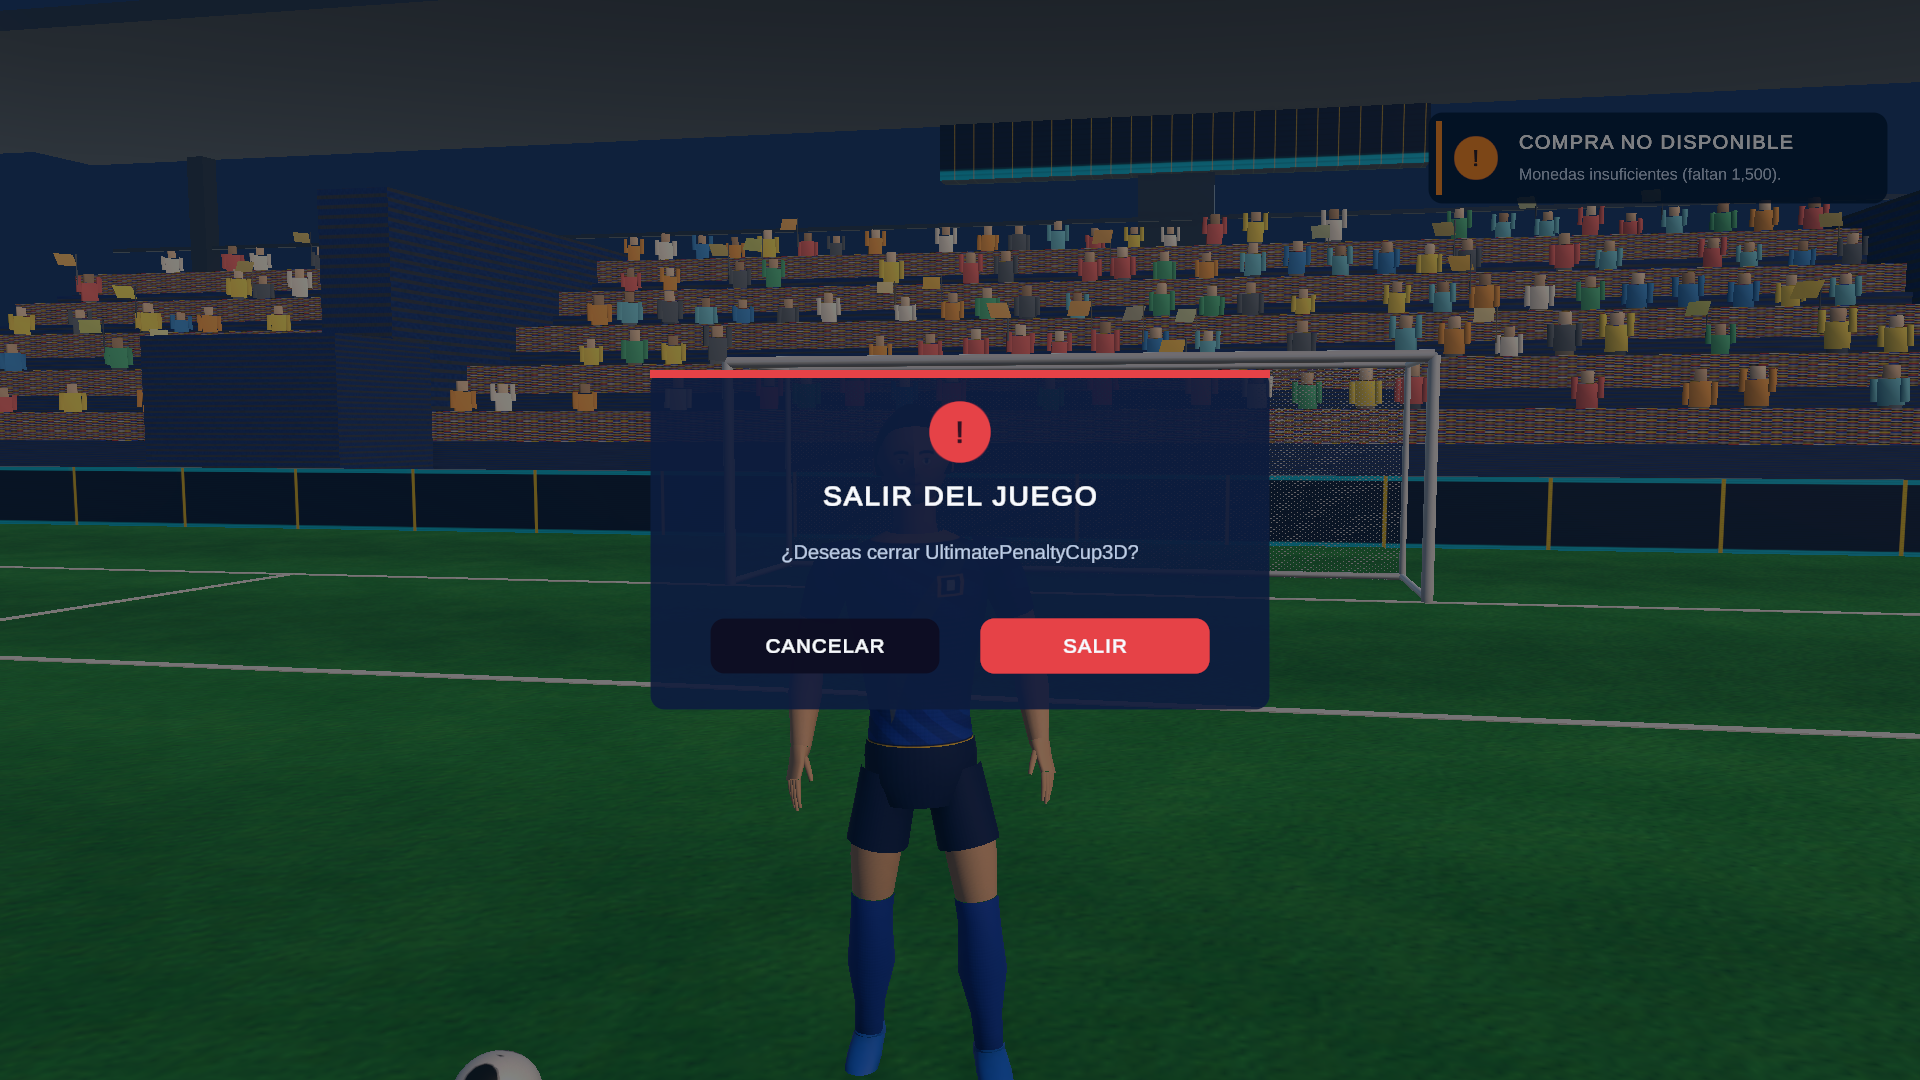 COMPRA NO DISPONIBLE
!
Monedas insuficientes (faltan 1,500).
!
SALIR DEL JUEGO
¿Deseas cerrar UltimatePenaltyCup3D?
CANCELAR
SALIR